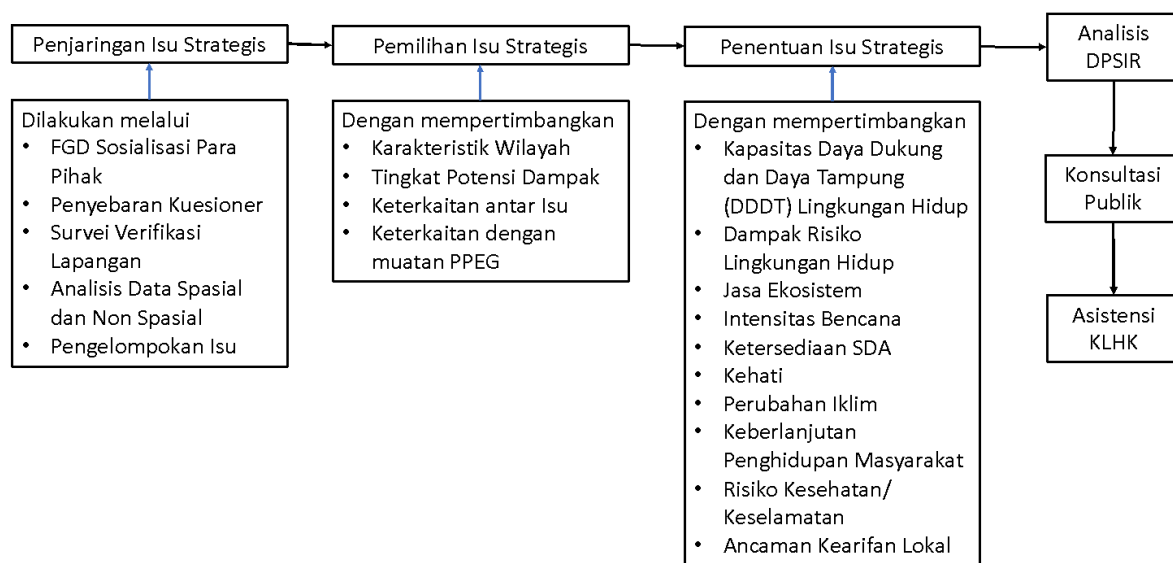 Penjaringan Isu Strategis
Pemilihan Isu Strategis
Penentuan Isu Strategis
Analisis
DPSIR
Dilakukan melalui
• FGD Sosialisasi Para
Pihak
• Penyebaran Kuesioner
• Survei Verifikasi
Lapangan
• Analisis Data Spasial
dan Non Spasial
• Pengelompokan Isu
Dengan mempertimbangkan
• Karakteristik Wilayah
• Tingkat Potensi Dampak
• Keterkaitan antar Isu
• Keterkaitan dengan
muatan PPEG
Dengan mempertimbangkan
• Kapasitas Daya Dukung
dan Daya Tampung
(DDDT) Lingkungan Hidup
• Dampak Risiko
Lingkungan Hidup
• Jasa Ekosistem
• Intensitas Bencana
• Ketersediaan SDA
• Kehati
• Perubahan Iklim
• Keberlanjutan
Penghidupan Masyarakat
• Risiko Kesehatan/
Keselamatan
• Ancaman Kearifan Lokal
Konsultasi
Publik
Asistensi
KLHK